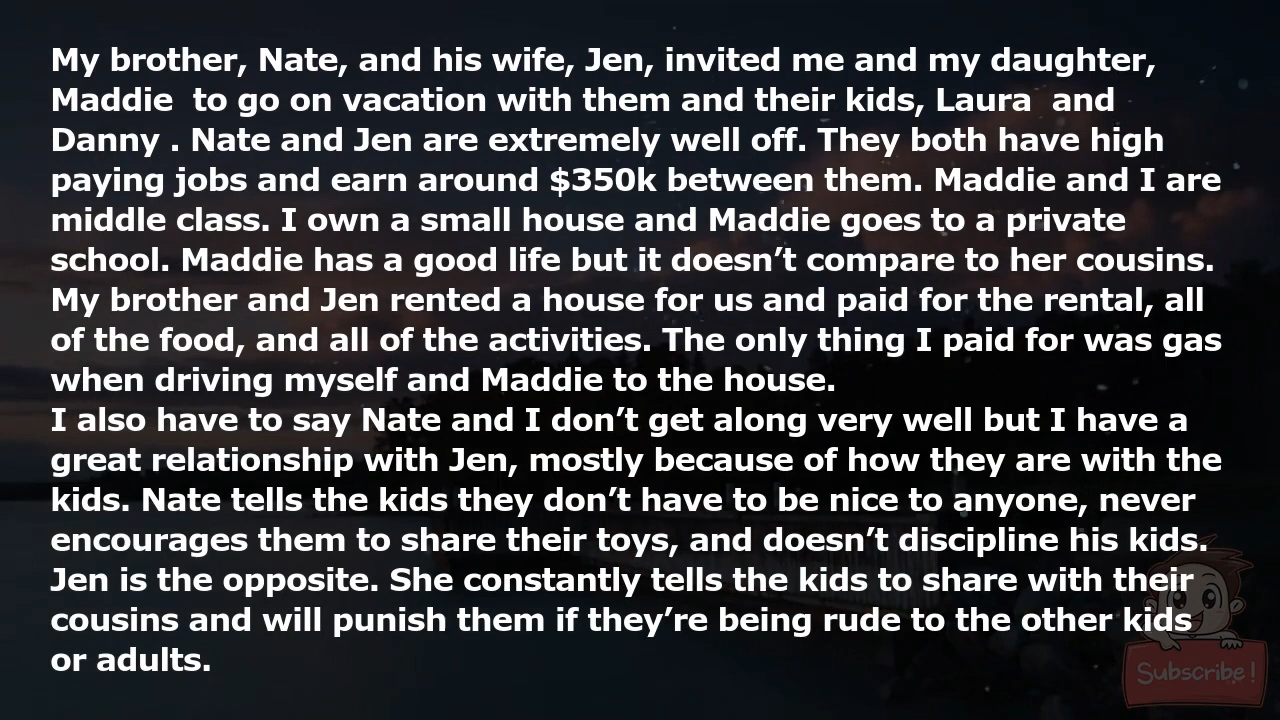 My brother, Nate, and his wife, Jen, invited me and my daughter,
Maddie  to go on vacation with them and their kids, Laura  and
Danny . Nate and Jen are extremely well off. They both have high
paying jobs and earn around $350k between them. Maddie and I are
middle class. I own a small house and Maddie goes to a private
school. Maddie has a good life but it doesn’t compare to her cousins.
My brother and Jen rented a house for us and paid for the rental, all
of the food, and all of the activities. The only thing I paid for was gas
when driving myself and Maddie to the house.
I also have to say Nate and I don’t get along very well but I have a
great relationship with Jen, mostly because of how they are with the
kids. Nate tells the kids they don’t have to be nice to anyone, never
encourages them to share their toys, and doesn’t discipline his kids.
Jen is the opposite. She constantly tells the kids to share with their
cousins and will punish them if they’re being rude to the other kids
or adults.
Subscribe!